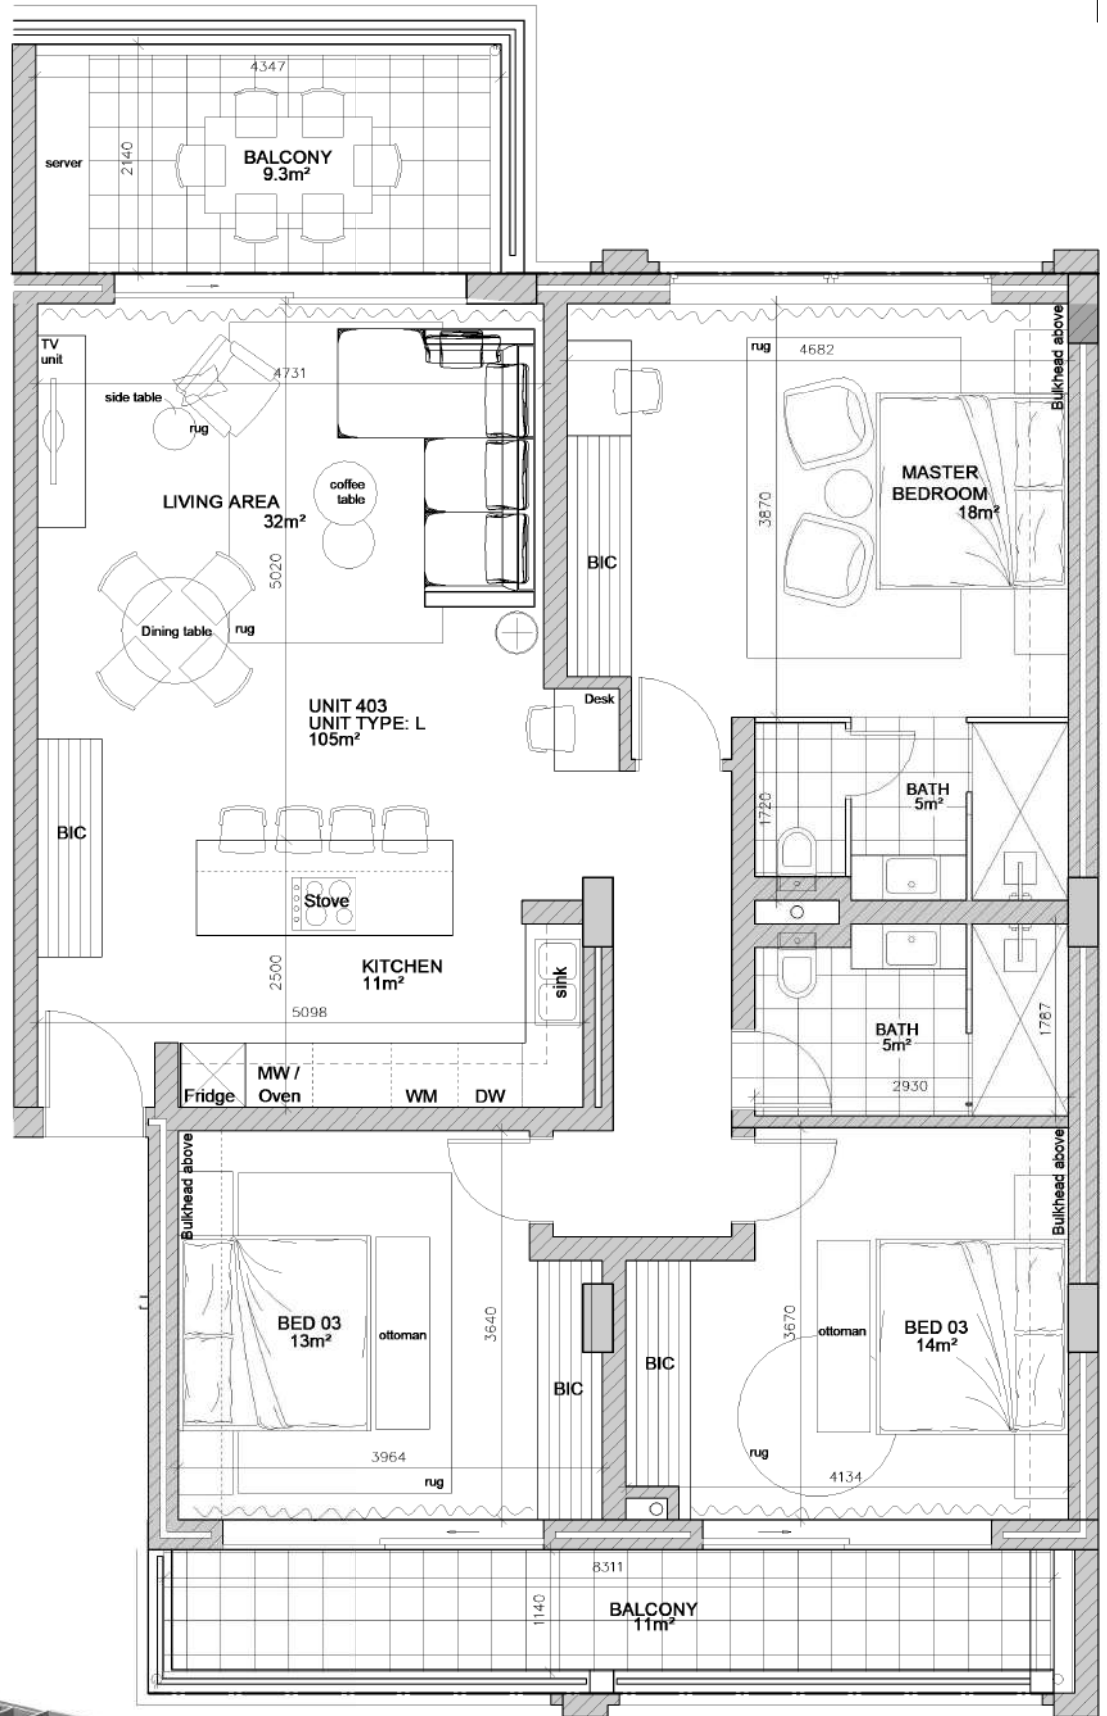 4347
2140
server
BALCONY
9.3m²
TV
unit
side table
rug
4731
coffee
table
LIVING AREA
32m²
5020
Dining table
rug
rug
4682
Bulkhead above
MASTER
BEDROOM
18m²
3870
BIC
Desk
UNIT 403
UNIT TYPE: L
105m²
BIC
Stove
KITCHEN
11m²
2500
5098
sink
Fridge
MW /
Oven
WM
DW
1720
BATH
5m²
BATH
5m²
1787
2930
Bulkhead above
BED 03
13m²
ottoman
3640
BIC
3964
rug
Bulkhead above
BED 03
14m²
ottoman
3670
BIC
rug
4134
8311
1140
BALCONY
11m²